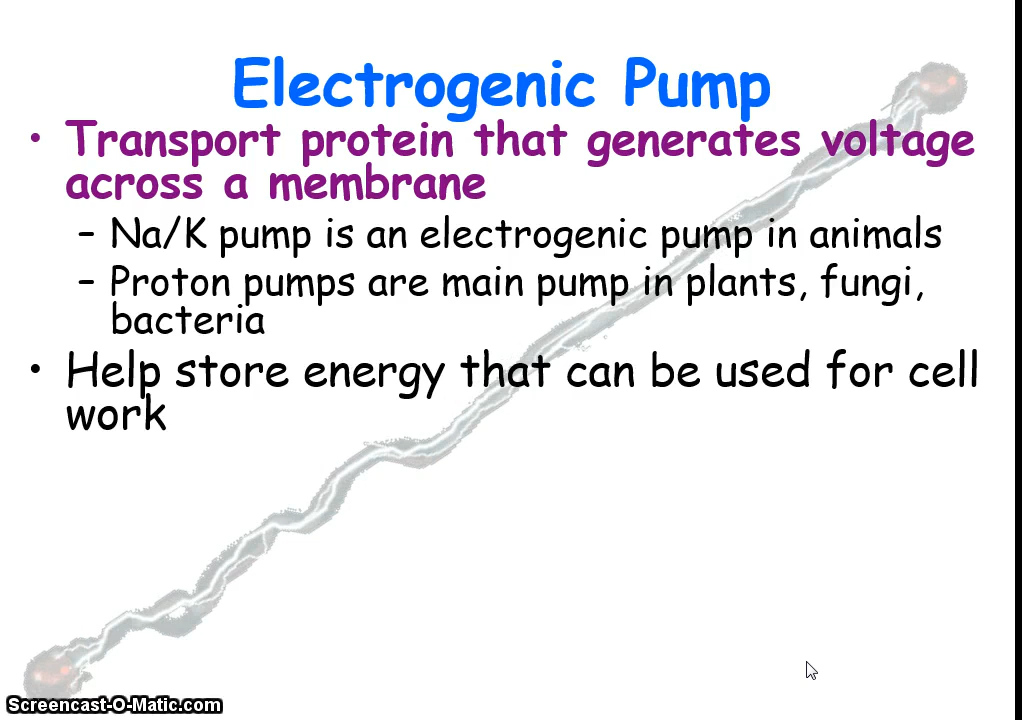 Electrogenic Pump
• Transport protein that generates voltage
across a membrane
– Na/K pump is an electrogenic pump in animals
– Proton pumps are main pump in plants, fungi,
bacteria
• Help store energy that can be used for cell
work
Screencast-O-Matic.com